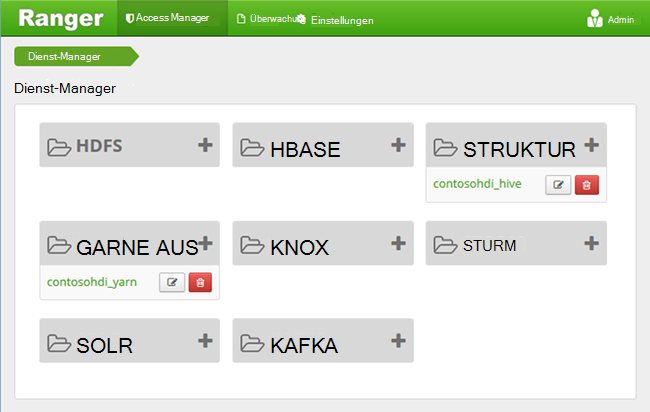 Ranger Access Manager Überwachung Einstellungen Admin
Dienst-Manager
Dienst-Manager
HDFS HBASE STRUKTUR
contosohdi_hive
GARNE AUS KNOX STURM
contosohdi_yarn
SOLR KAFKA